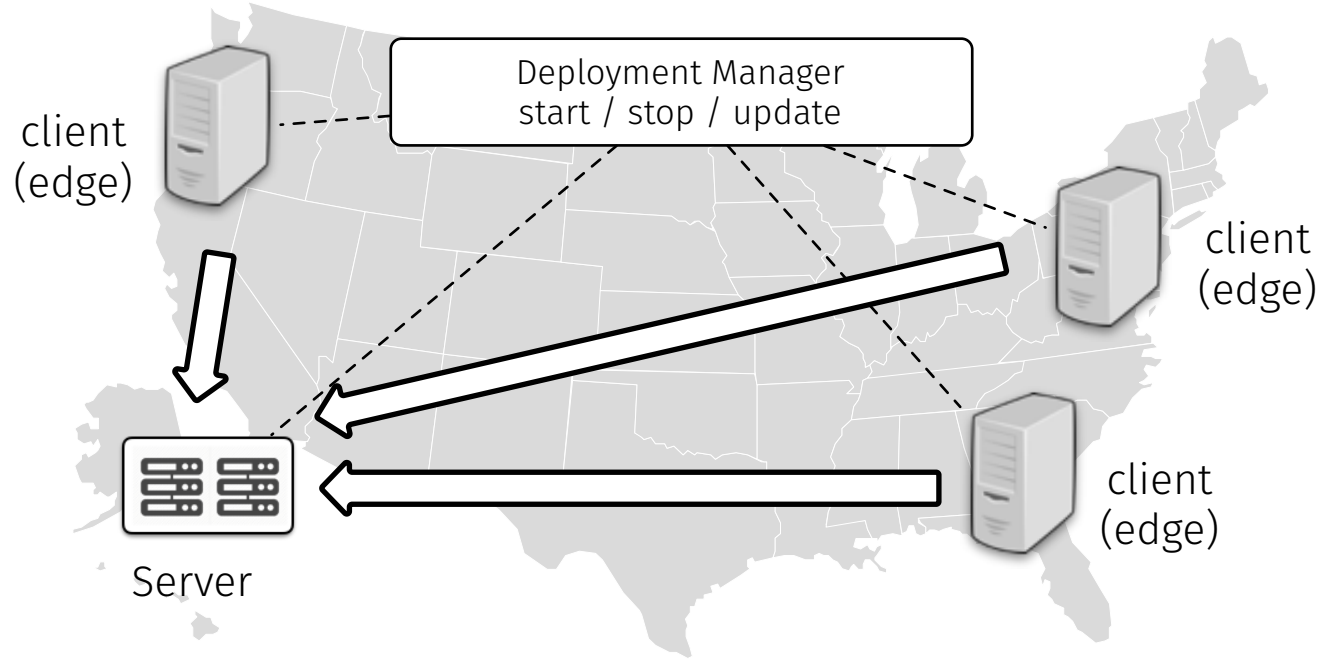 Deployment Manager
start / stop / update
client
(edge)
client
(edge)
client
(edge)
Server